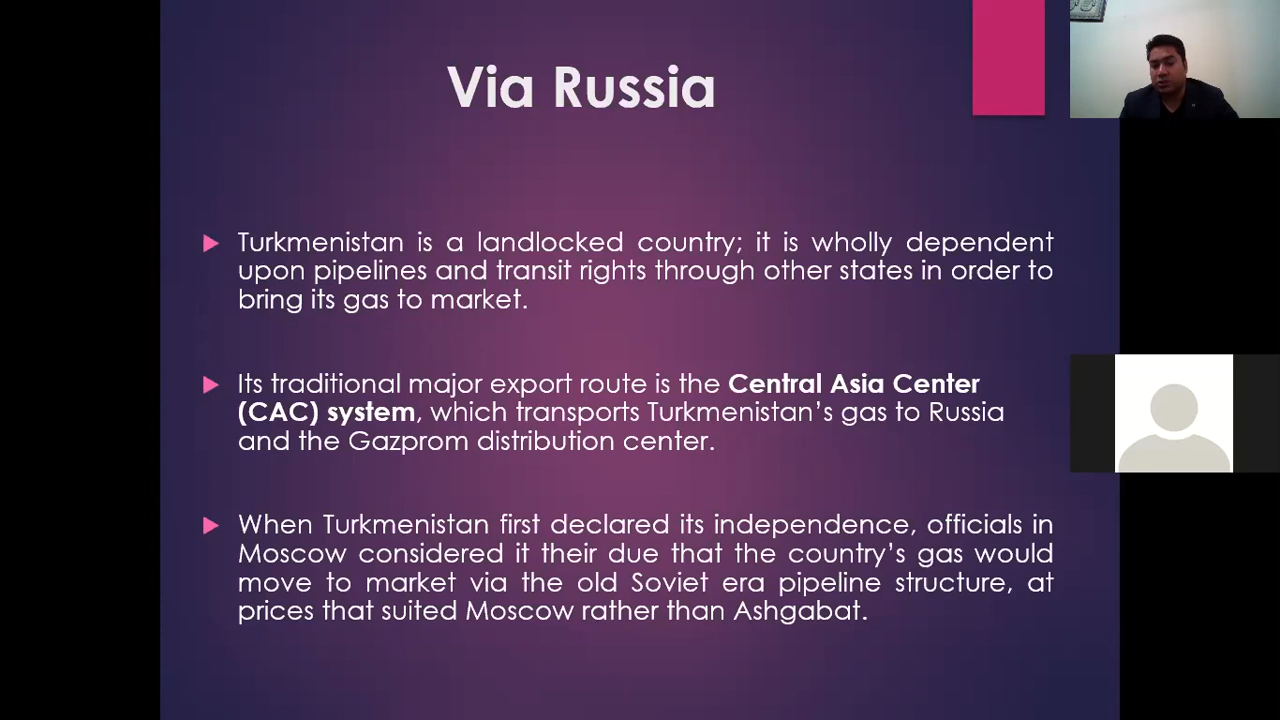 Via Russia
Turkmenistan is a landlocked country; it is wholly dependent
upon pipelines and transit rights through other states in order to
bring its gas to market.
Its traditional major export route is the Central Asia Center
(CAC) system, which transports Turkmenistan's gas to Russia
and the Gazprom distribution center.
When Turkmenistan first declared its independence, officials in
Moscow considered it their due that the country's gas would
move to market via the old Soviet era pipeline structure, at
prices that suited Moscow rather than Ashgabat.